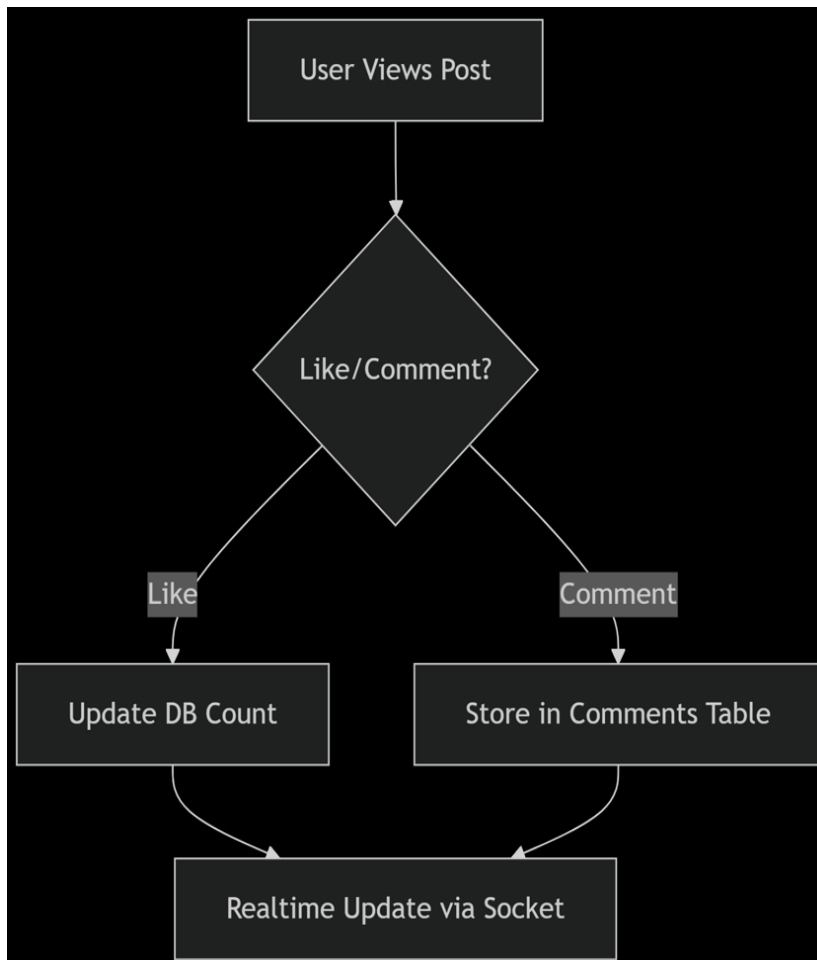 User Views Post
Like/Comment?
Like
Comment
Update DB Count
Store in Comments Table
Realtime Update via Socket